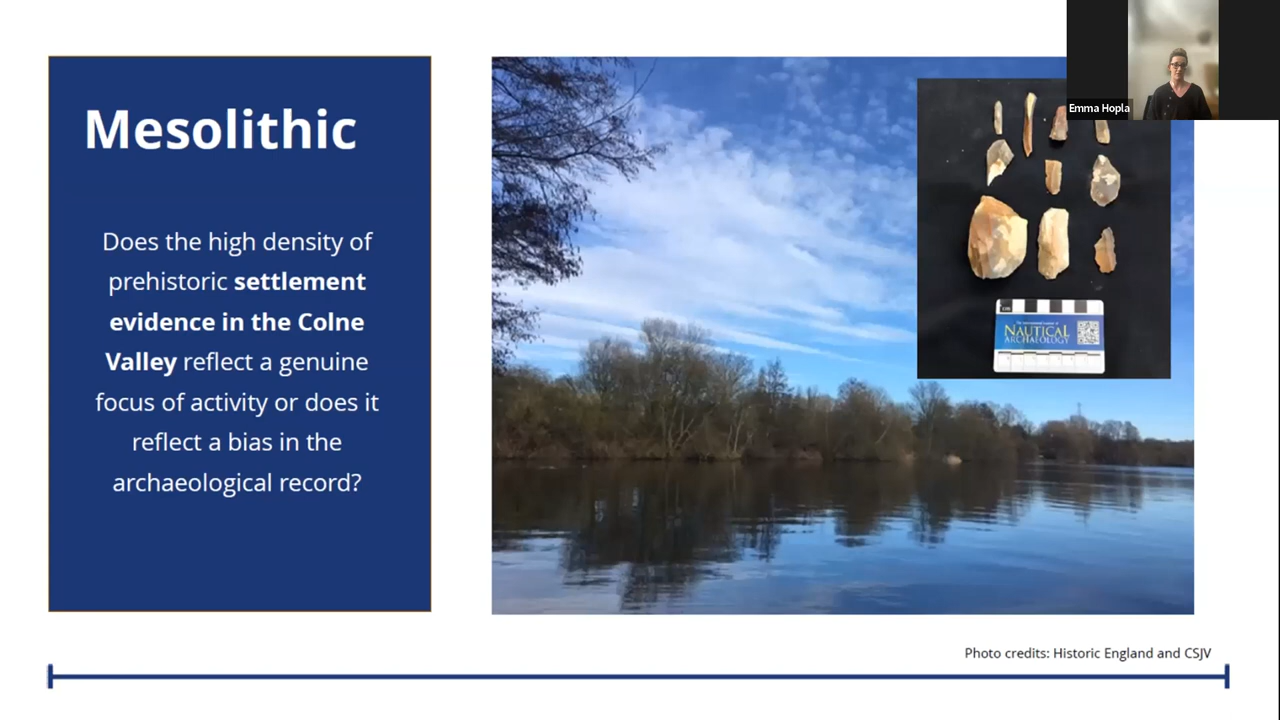 Mesolithic
Does the high density of
prehistoric settlement
evidence in the Colne
Valley reflect a genuine
focus of activity or does it
reflect a bias in the
archaeological record?
Emma Hopla
NAUTICAL
ARCHAEOLOGY
Photo credits: Historic England and CSJV